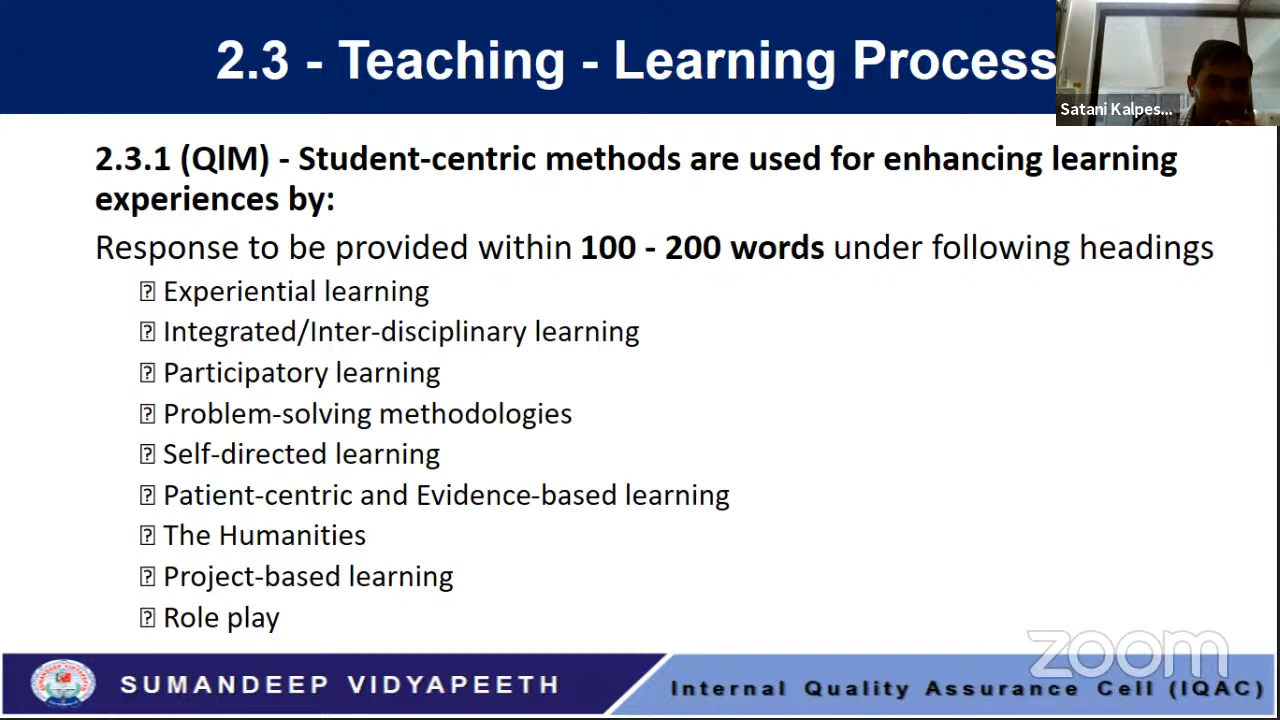 2.3 - Teaching - Learning Process
Satani Kalpes...
2.3.1 (QlM) - Student-centric methods are used for enhancing learning
experiences by:
Response to be provided within 100 - 200 words under following headings
Experiential learning
Integrated/Inter-disciplinary learning
Participatory learning
Problem-solving methodologies
Self-directed learning
Patient-centric and Evidence-based learning
The Humanities
Project-based learning
Role play
zoom
SUMANDEEP VIDYAPEETH
Internal Quality Assurance Cell (IQAC)